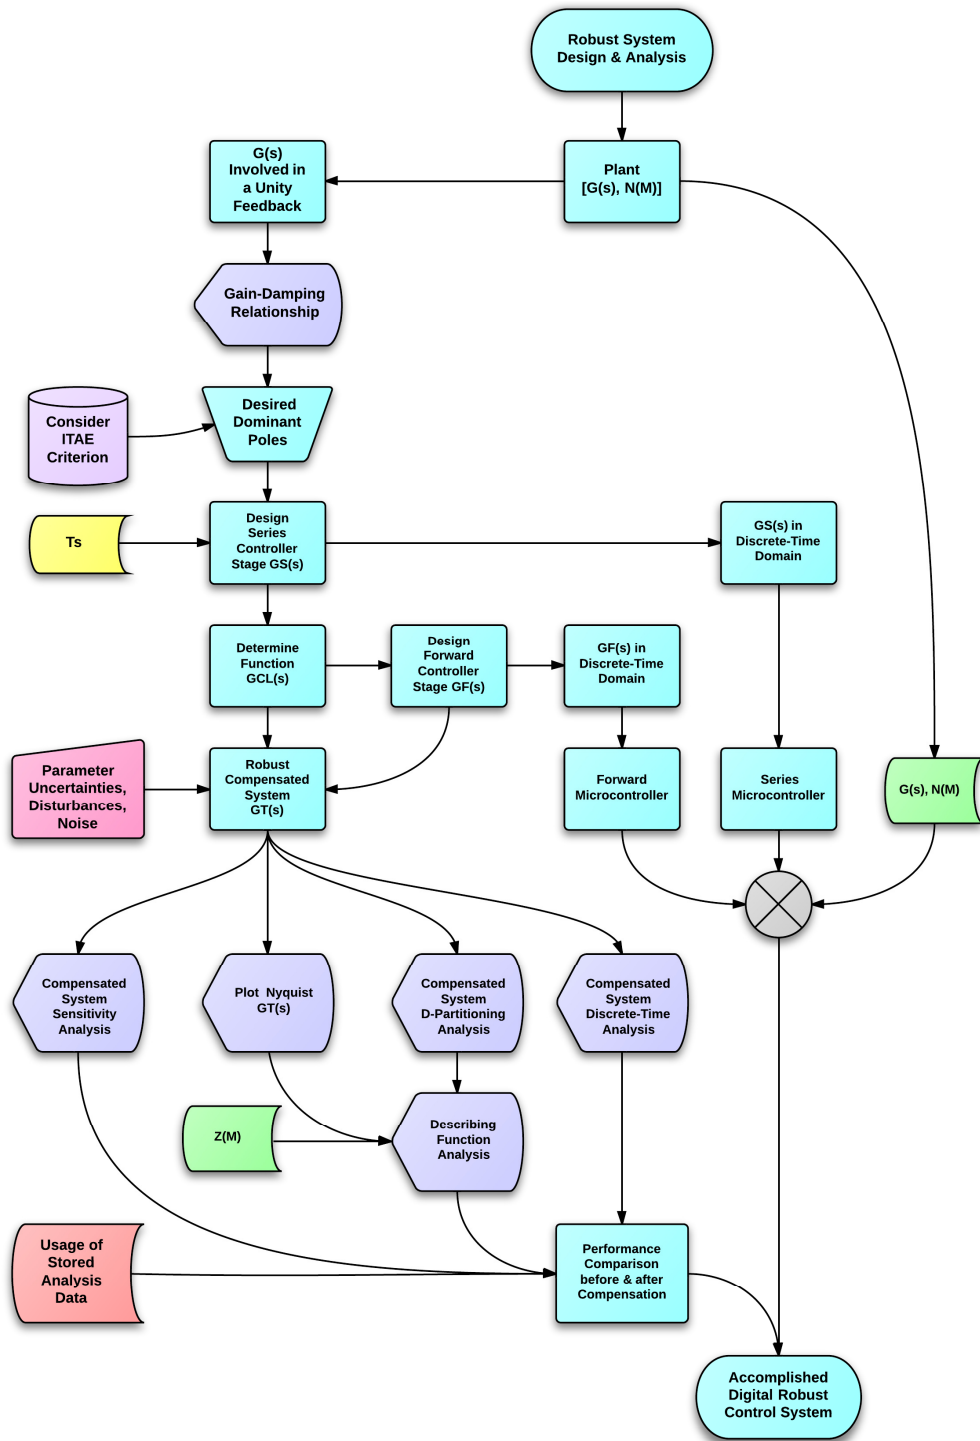 Robust System
Design & Analysis
G(s)
Involved in
a Unity
Feedback
Plant
[G(s), N(M)]
Gain-Damping
Relationship
Consider
ITAE
Criterion
Desired
Dominant
Poles
Ts
Design
Series
Controller
Stage GS(s)
GS(s) in
Discrete-Time
Domain
Determine
Function
GCL(s)
Design
Forward
Controller
Stage GF(s)
GF(s) in
Discrete-Time
Domain
Parameter
Uncertainties,
Disturbances,
Noise
Robust
Compensated
System
GT(s)
Forward
Microcontroller
Series
Microcontroller
G(s), N(M)
Compensated
System
Sensitivity
Analysis
Plot Nyquist
GT(s)
Compensated
System
D-Partitioning
Analysis
Compensated
System
Discrete-Time
Analysis
Z(M)
Describing
Function
Analysis
Usage of
Stored
Analysis
Data
Performance
Comparison
before & after
Compensation
Accomplished
Digital Robust
Control System